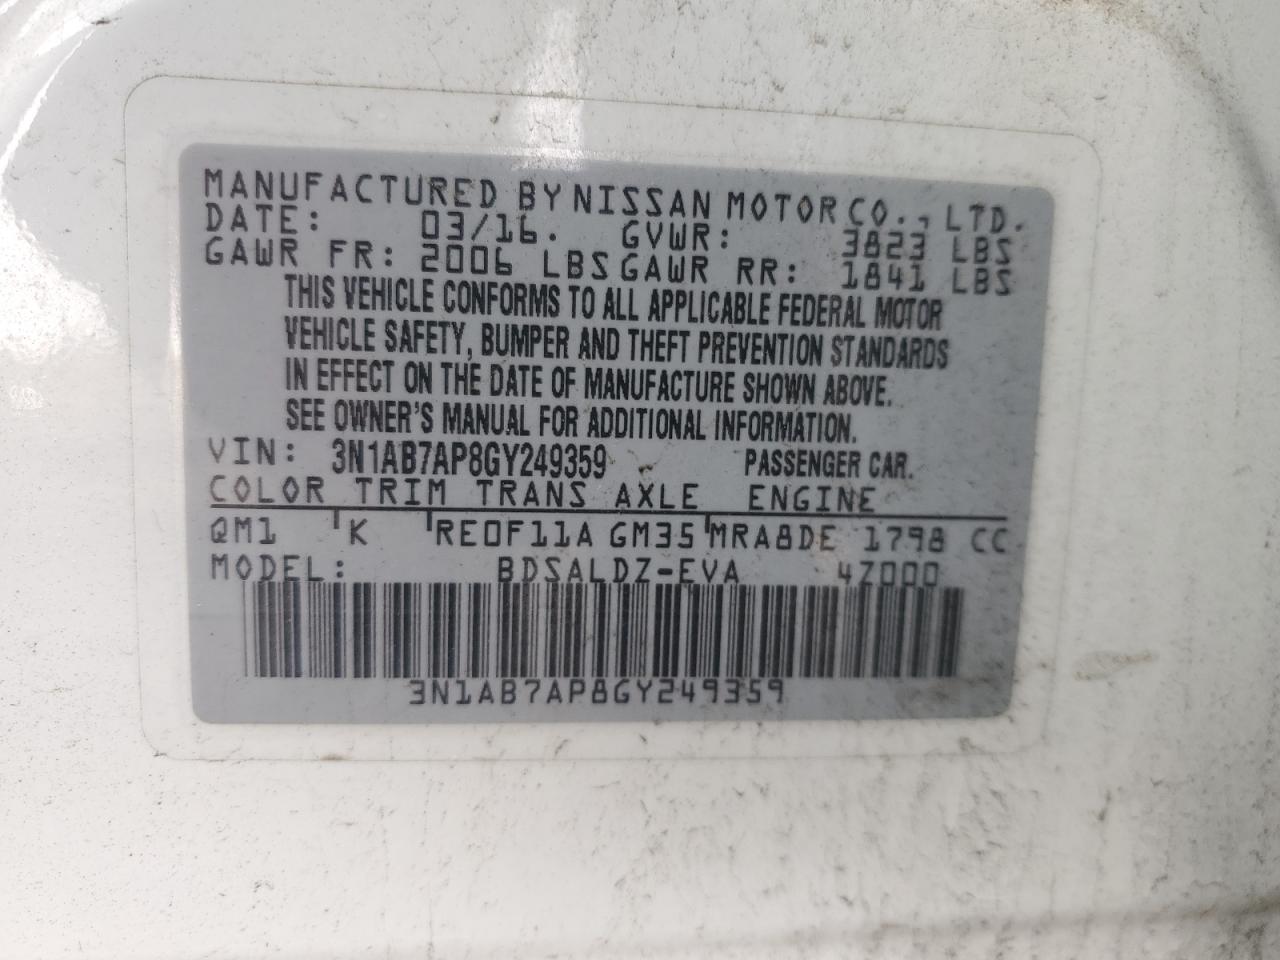 MANUFACTURED BY NISSAN MOTOR CO., LTD.
DATE: 03/16. GVWR: 3823 LBS
GAWR FR: 2006 LBS GAWR RR: 1841 LBS
THIS VEHICLE CONFORMS TO ALL APPLICABLE FEDERAL MOTOR
VEHICLE SAFETY, BUMPER AND THEFT PREVENTION STANDARDS
IN EFFECT ON THE DATE OF MANUFACTURE SHOWN ABOVE.
SEE OWNER'S MANUAL FOR ADDITIONAL INFORMATION.
VIN: 3N1AB7AP8GY249359 PASSENGER CAR.
COLOR TRIM TRANS AXLE ENGINE
QM1 K RE0F11A GM35 MRA8DE 1798 CC
MODEL: BDSALDZ-EVA 4Z000
3N1AB7AP8GY249359